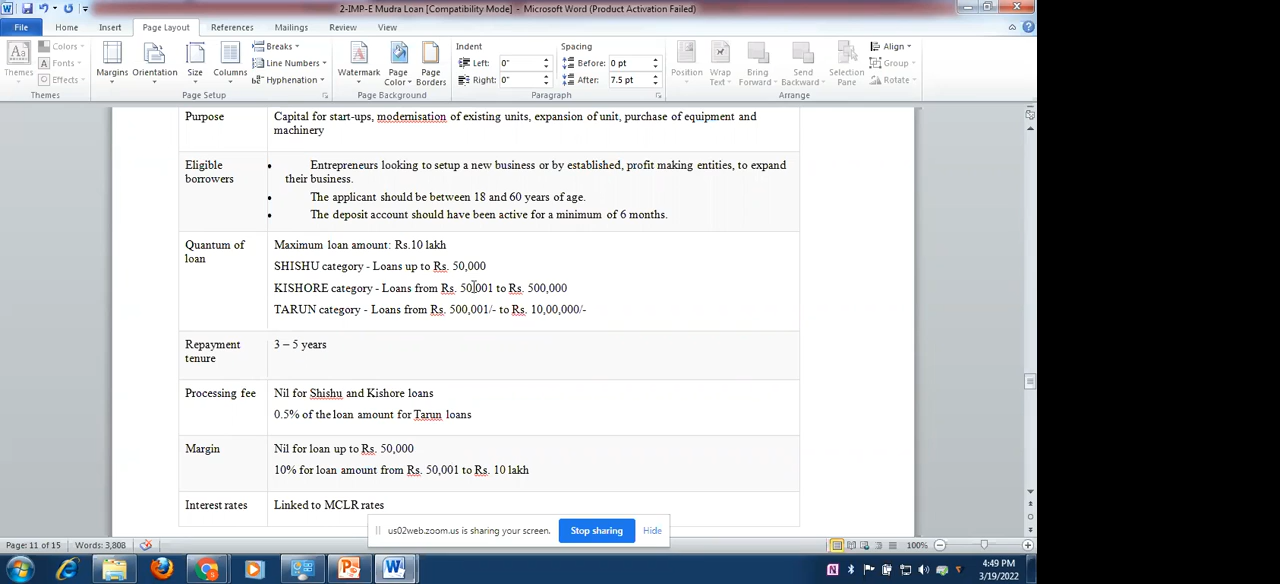 2-IMP-E Mudra Loan [Compatibility Mode] - Microsoft Word (Product Activation Failed)
File Home Insert Page Layout References Mailings Review View
Themes
Colors
Fonts
Effects
Themes
Margins Orientation Size Columns
Breaks
Line Numbers
Hyphenation
Page Setup
Watermark Page Color Page Borders
Page Background
Indent
Left: 0"
Right: 0"
Spacing
Before: 0 pt
After: 7.5 pt
Paragraph
Position Wrap Text Bring Forward Send Backward Selection Pane
Align
Group
Rotate
Arrange
Purpose
Capital for start-ups, modernisation of existing units, expansion of unit, purchase of equipment and
machinery
Eligible
borrowers
• Entrepreneurs looking to setup a new business or by established, profit making entities, to expand
their business.
• The applicant should be between 18 and 60 years of age.
• The deposit account should have been active for a minimum of 6 months.
Quantum of
loan
Maximum loan amount: Rs.10 lakh
SHISHU category - Loans up to Rs. 50,000
KISHORE category - Loans from Rs. 50,001 to Rs. 500,000
TARUN category - Loans from Rs. 500,001/- to Rs. 10,00,000/-
Repayment
tenure
3 – 5 years
Processing fee
Nil for Shishu and Kishore loans
0.5% of the loan amount for Tarun loans
Margin
Nil for loan up to Rs. 50,000
10% for loan amount from Rs. 50,001 to Rs. 10 lakh
Interest rates
Linked to MCLR rates
us02web.zoom.us is sharing your screen. Stop sharing Hide
Page: 11 of 15 Words: 3,808 100%
4:49 PM
3/19/2022